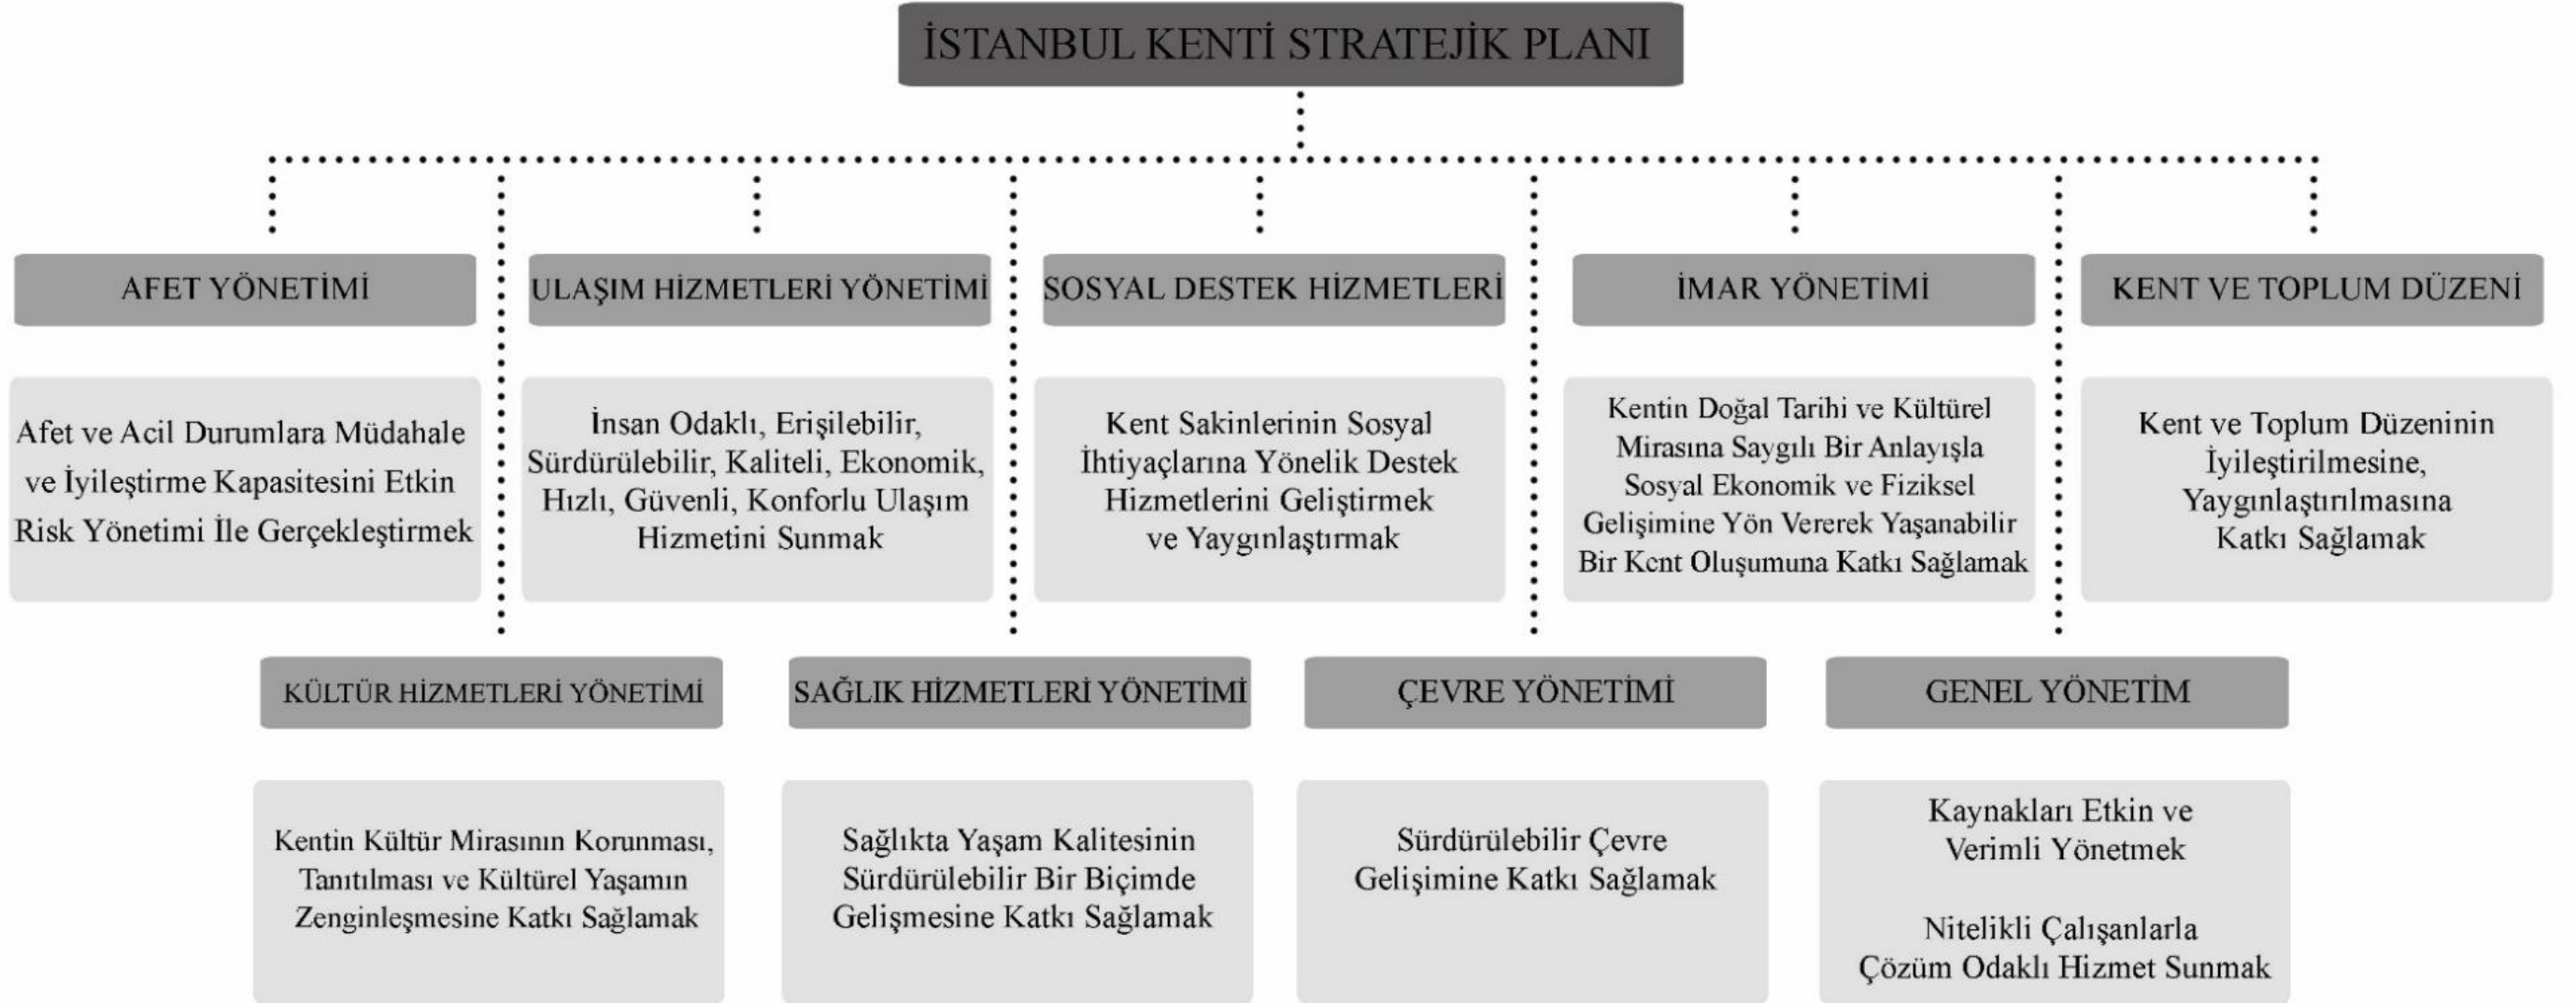 İSTANBUL KENTİ STRATEJİK PLANI
AFET YÖNETİMİ
Afet ve Acil Durumlara Müdahale
ve İyileştirme Kapasitesini Etkin
Risk Yönetimi İle Gerçekleştirmek
ULAŞIM HİZMETLERİ YÖNETİMİ
İnsan Odaklı, Erişilebilir,
Sürdürülebilir, Kaliteli, Ekonomik,
Hızlı, Güvenli, Konforlu Ulaşım
Hizmetini Sunmak
SOSYAL DESTEK HİZMETLERİ
Kent Sakinlerinin Sosyal
İhtiyaçlarına Yönelik Destek
Hizmetlerini Geliştirmek
ve Yaygınlaştırmak
İMAR YÖNETİMİ
Kentin Doğal Tarihi ve Kültürel
Mirasına Saygılı Bir Anlayışla
Sosyal Ekonomik ve Fiziksel
Gelişimine Yön Vererek Yaşanabilir
Bir Kent Oluşumuna Katkı Sağlamak
KENT VE TOPLUM DÜZENİ
Kent ve Toplum Düzeninin
İyileştirilmesine,
Yaygınlaştırılmasına
Katkı Sağlamak
KÜLTÜR HİZMETLERİ YÖNETİMİ
Kentin Kültür Mirasının Korunması,
Tanıtılması ve Kültürel Yaşamın
Zenginleşmesine Katkı Sağlamak
SAĞLIK HİZMETLERİ YÖNETİMİ
Sağlıkta Yaşam Kalitesinin
Sürdürülebilir Bir Biçimde
Gelişmesine Katkı Sağlamak
ÇEVRE YÖNETİMİ
Sürdürülebilir Çevre
Gelişimine Katkı Sağlamak
GENEL YÖNETİM
Kaynakları Etkin ve
Verimli Yönetmek
Nitelikli Çalışanlarla
Çözüm Odaklı Hizmet Sunmak